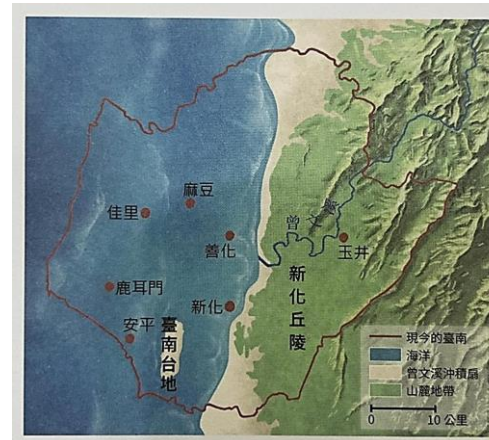 麻豆
佳里
曾文溪
善化
玉井
鹿耳門
新化
新化丘陵
安平
臺南台地
現今的臺南
海洋
曾文溪沖積扇
山麓地帶
0 10 公里